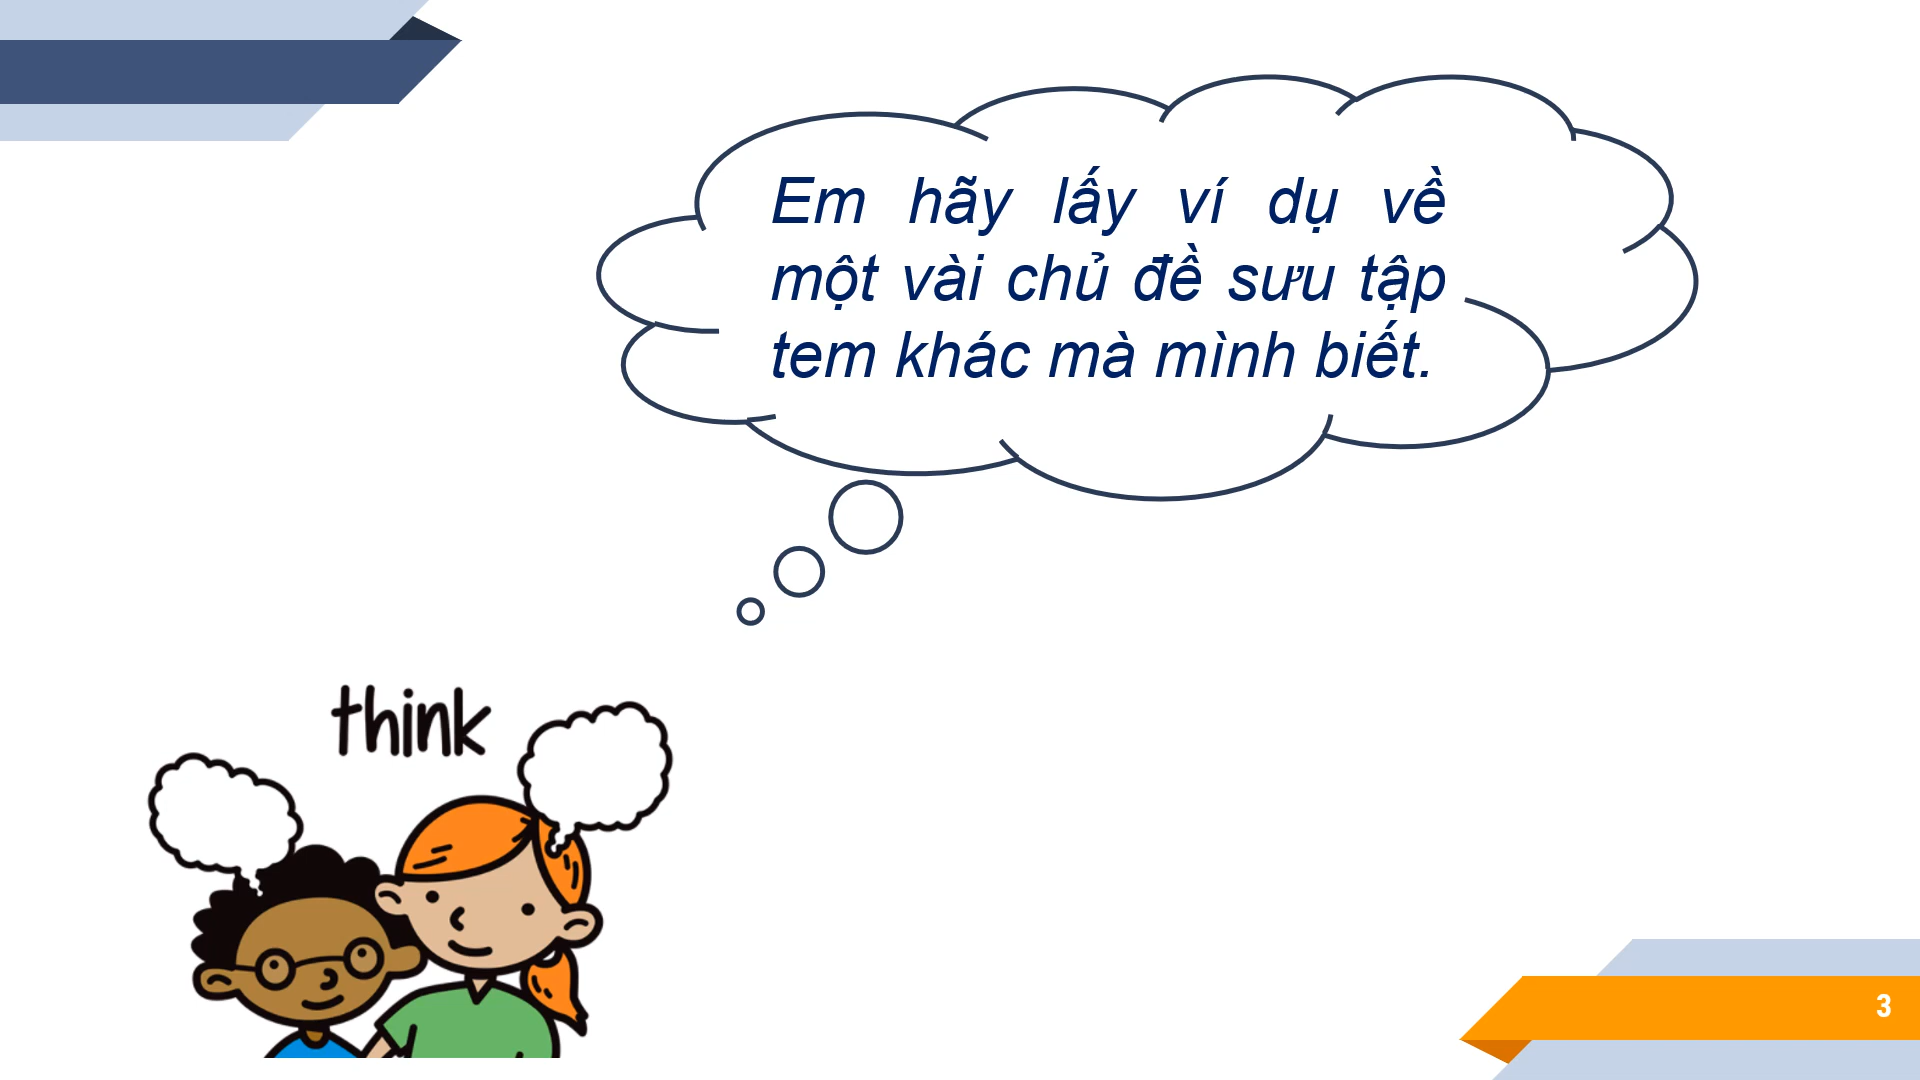 Em hãy lấy ví dụ về
một vài chủ đề sưu tập
tem khác mà mình biết.
think
3